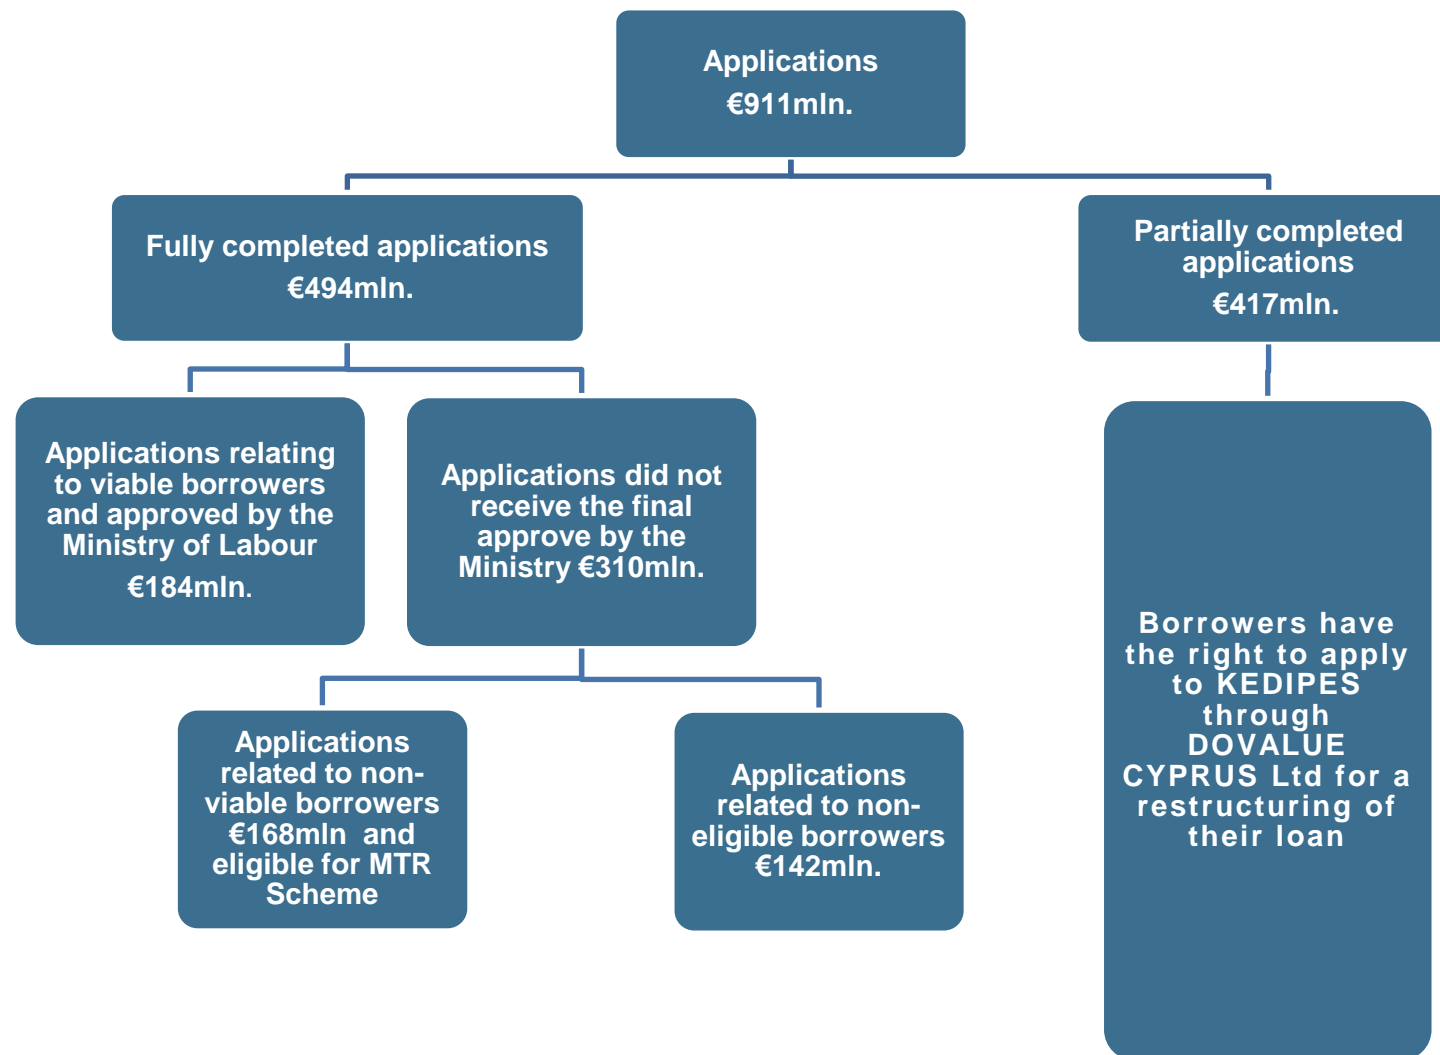 Applications
€911mln.
Fully completed applications
€494mln.
Partially completed
applications
€417mln.
Applications relating
to viable borrowers
and approved by the
Ministry of Labour
€184mln.
Applications did not
receive the final
approve by the
Ministry €310mln.
Borrowers have
the right to apply
to KEDIPES
through
DOVALUE
CYPRUS Ltd for a
restructuring of
their loan
Applications
related to non-
viable borrowers
€168mln  and
eligible for MTR
Scheme
Applications
related to non-
eligible borrowers
€142mln.